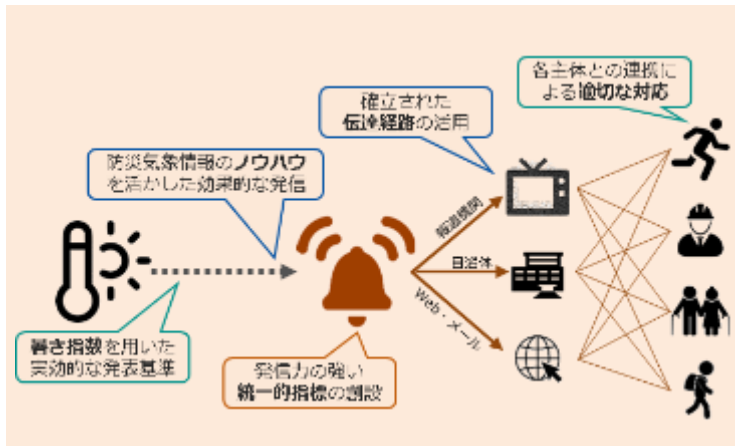 各主体との連携に
よる適切な対応
確立された
伝達経路の活用
防災気象情報のノウハウ
を活かした効果的な発信
報道機関
自治体
Web・メール
暑さ指数を用いた
実効的な発表基準
発信力の強い
統一的指標の創設